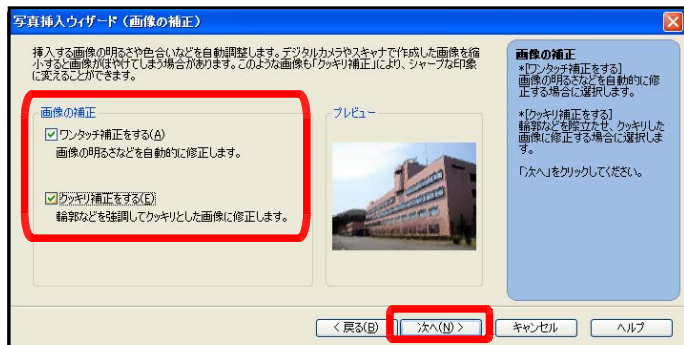 写真挿入ウィザード（画像の補正）
挿入する画像の明るさや色合いなどを自動調整します。デジタルカメラやスキャナで作成した画像を縮
小すると画像がぼやけてしまう場合があります。このような画像も「クッキリ補正」により、シャープな印象
に変えることができます。
画像の補正
ワンタッチ補正をする(A)
画像の明るさなどを自動的に修正します。
クッキリ補正をする(E)
輪郭などを強調してクッキリとした画像に修正します。
プレビュー
画像の補正
*[ワンタッチ補正をする]
画像の明るさなどを自動的に修
正する場合に選択します。
*[クッキリ補正をする]
輪郭などを際立たせ、クッキリした
画像に修正する場合に選択しま
す。
「次へ」をクリックしてください。
< 戻る(B)
次へ(N) >
キャンセル
ヘルプ